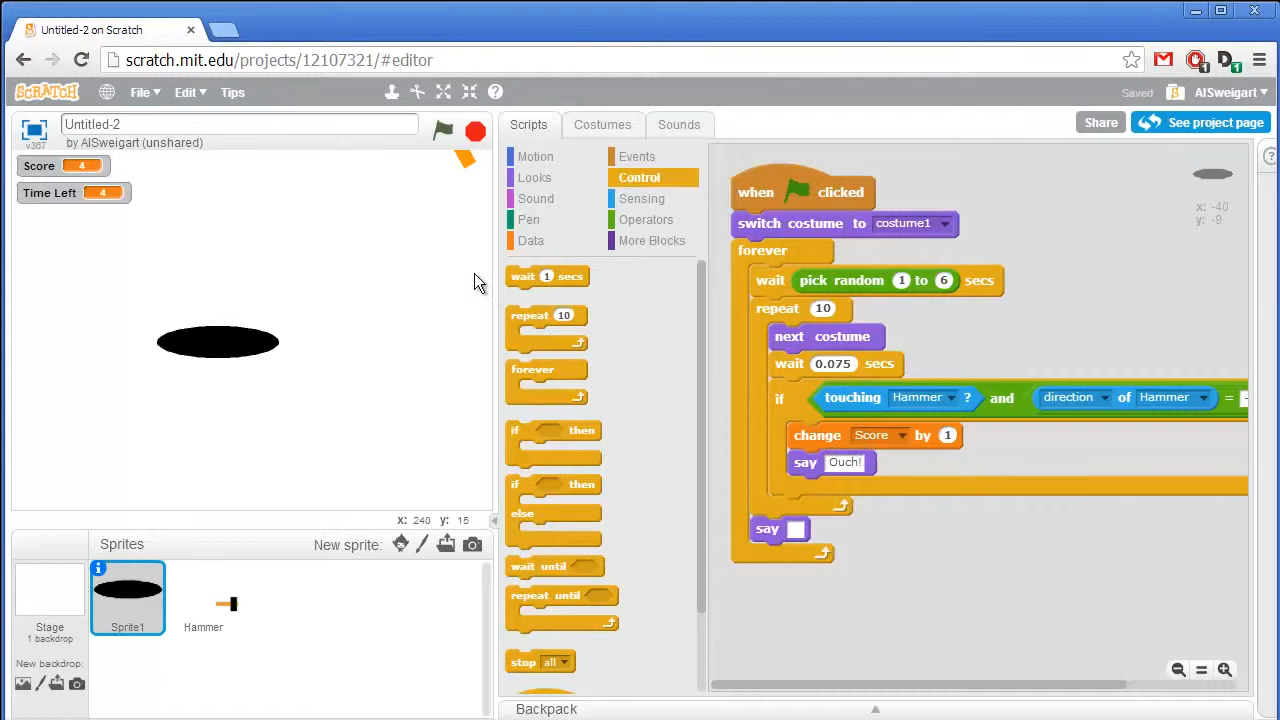 Untitled-2 on Scratch
scratch.mit.edu/projects/12107321/#editor
1
1
SCRATCH
File
Edit
Tips
Saved
AlSweigart
v387
Untitled-2
by AlSweigart (unshared)
Score 4
Time Left 4
x: 240 y: 15
Sprites
New sprite:
Stage
1 backdrop
New backdrop:
Sprite1
Hammer
Scripts
Costumes
Sounds
Share
See project page
Motion
Looks
Sound
Pen
Data
Events
Control
Sensing
Operators
More Blocks
wait 1 secs
repeat 10
forever
if then
if then
else
wait until
repeat until
stop all
when clicked
switch costume to costume1
forever
wait pick random 1 to 6 secs
repeat 10
next costume
wait 0.075 secs
if touching Hammer ? and direction of Hammer =
change Score by 1
say Ouch!
say
x: -40
y: -9
Backpack